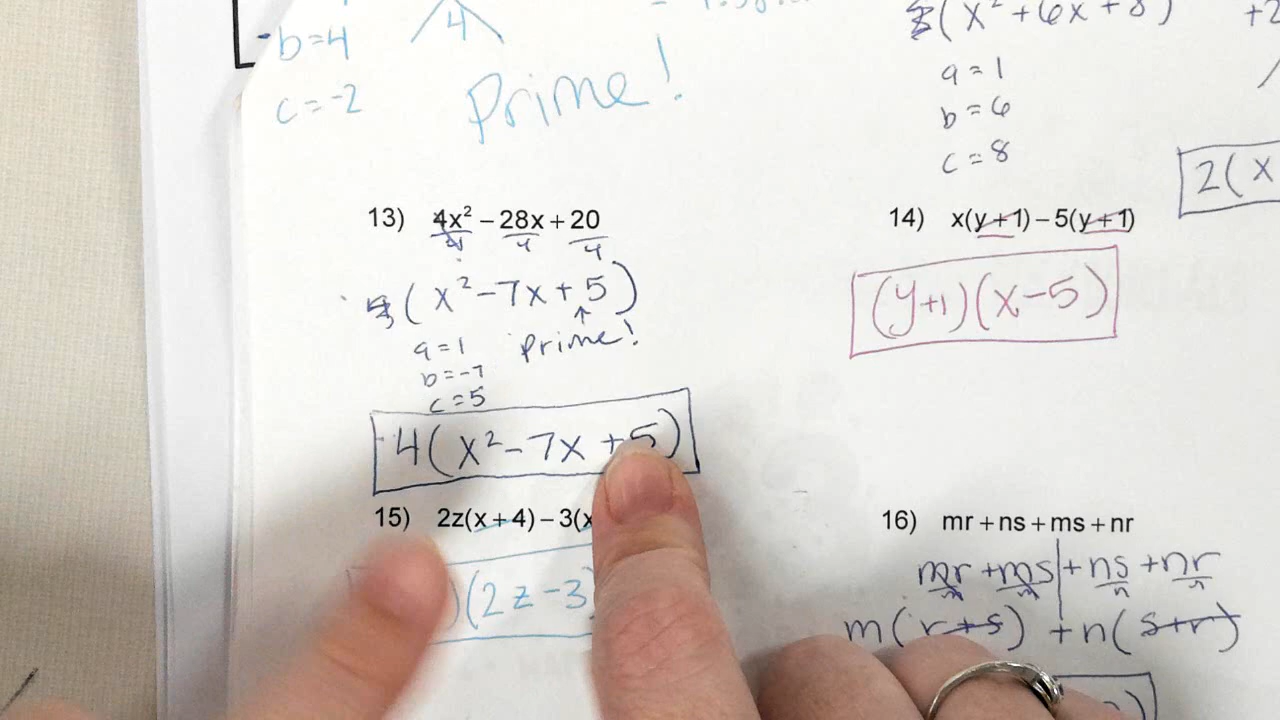 b=4
4
c=-2
Prime!
(x² +6x+8)
a=1
b=6
c=8
2(x
13) 4x² – 28x + 20
4 4 4
4(x²-7x+5)
a=1 prime!
b=-7
c=5
4(x²-7x+5)
14) x(y + 1) – 5(y + 1)
(y+1)(x-5)
15) 2z(x + 4) – 3(x
)(2z-3)
16) mr + ns + ms + nr
mr +ms +ns +nr
m m n n
m(r+s) +n(s+r)